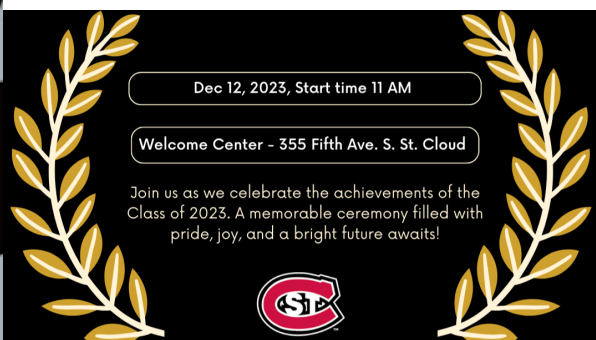 Dec 12, 2023, Start time 11 AM
Welcome Center - 355 Fifth Ave. S. St. Cloud
Join us as we celebrate the achievements of the
Class of 2023. A memorable ceremony filled with
pride, joy, and a bright future awaits!
ST
C